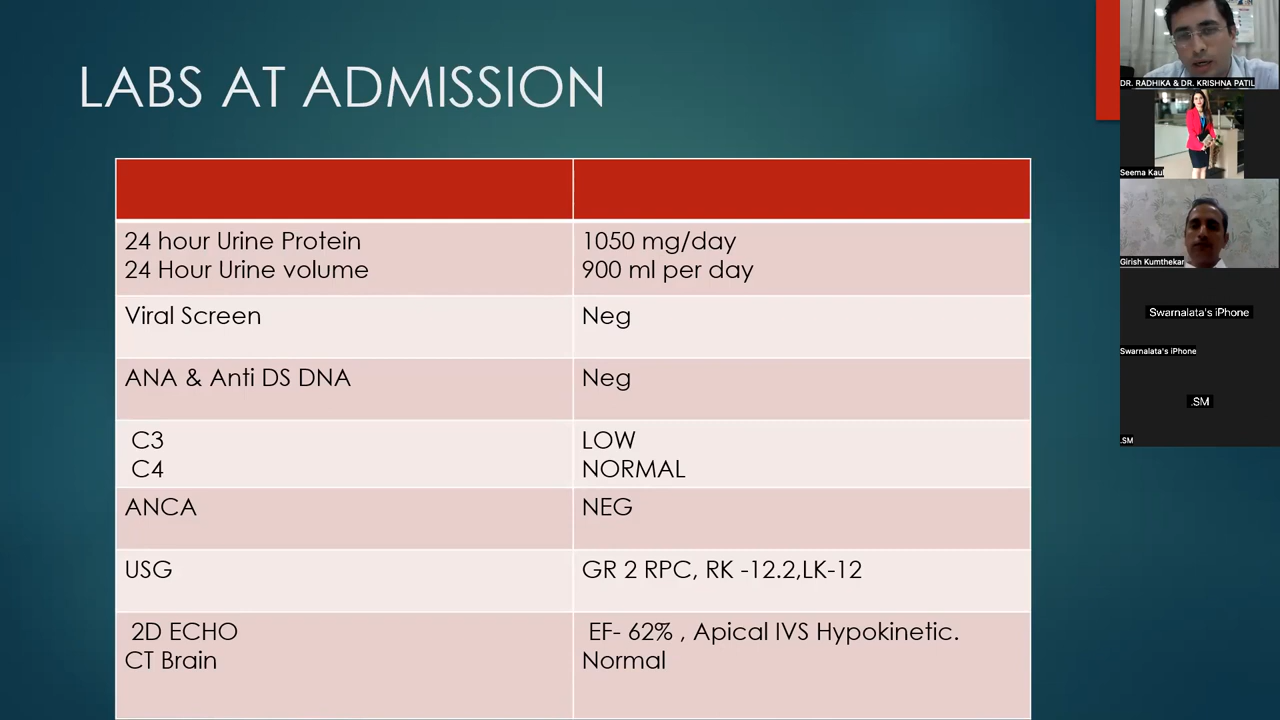 LABS AT ADMISSION
24 hour Urine Protein
24 Hour Urine volume
1050 mg/day
900 ml per day
Viral Screen
Neg
ANA & Anti DS DNA
Neg
C3
C4
LOW
NORMAL
ANCA
NEG
USG
GR 2 RPC, RK -12.2,LK-12
2D ECHO
CT Brain
EF- 62% , Apical IVS Hypokinetic.
Normal
DR. RADHIKA & DR. KRISHNA PATIL
Seema Kaul
Girish Kumthekar
Swarnalata's iPhone
Swarnalata's iPhone
.SM
.SM